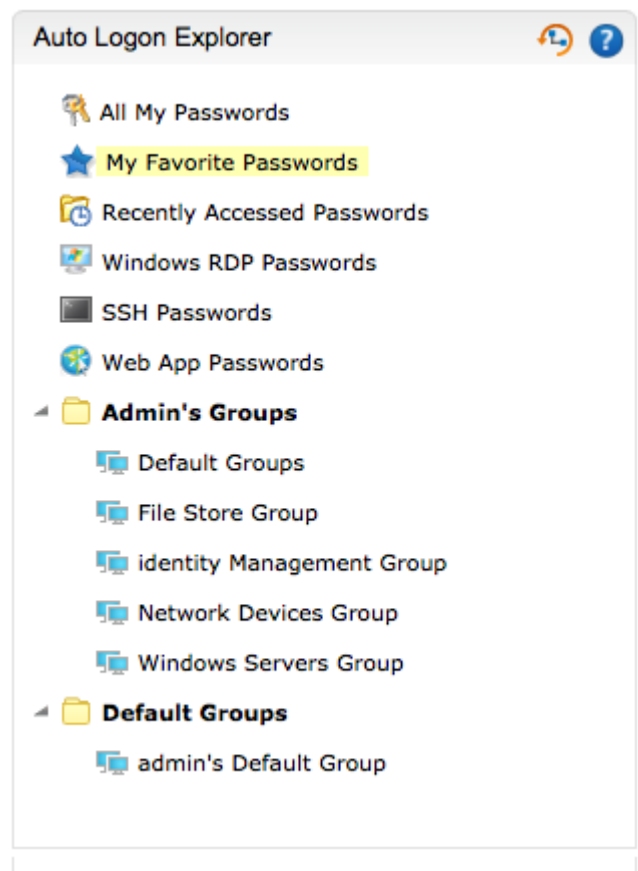 Auto Logon Explorer
?
All My Passwords
My Favorite Passwords
Recently Accessed Passwords
Windows RDP Passwords
SSH Passwords
Web App Passwords
Admin's Groups
Default Groups
File Store Group
identity Management Group
Network Devices Group
Windows Servers Group
Default Groups
admin's Default Group